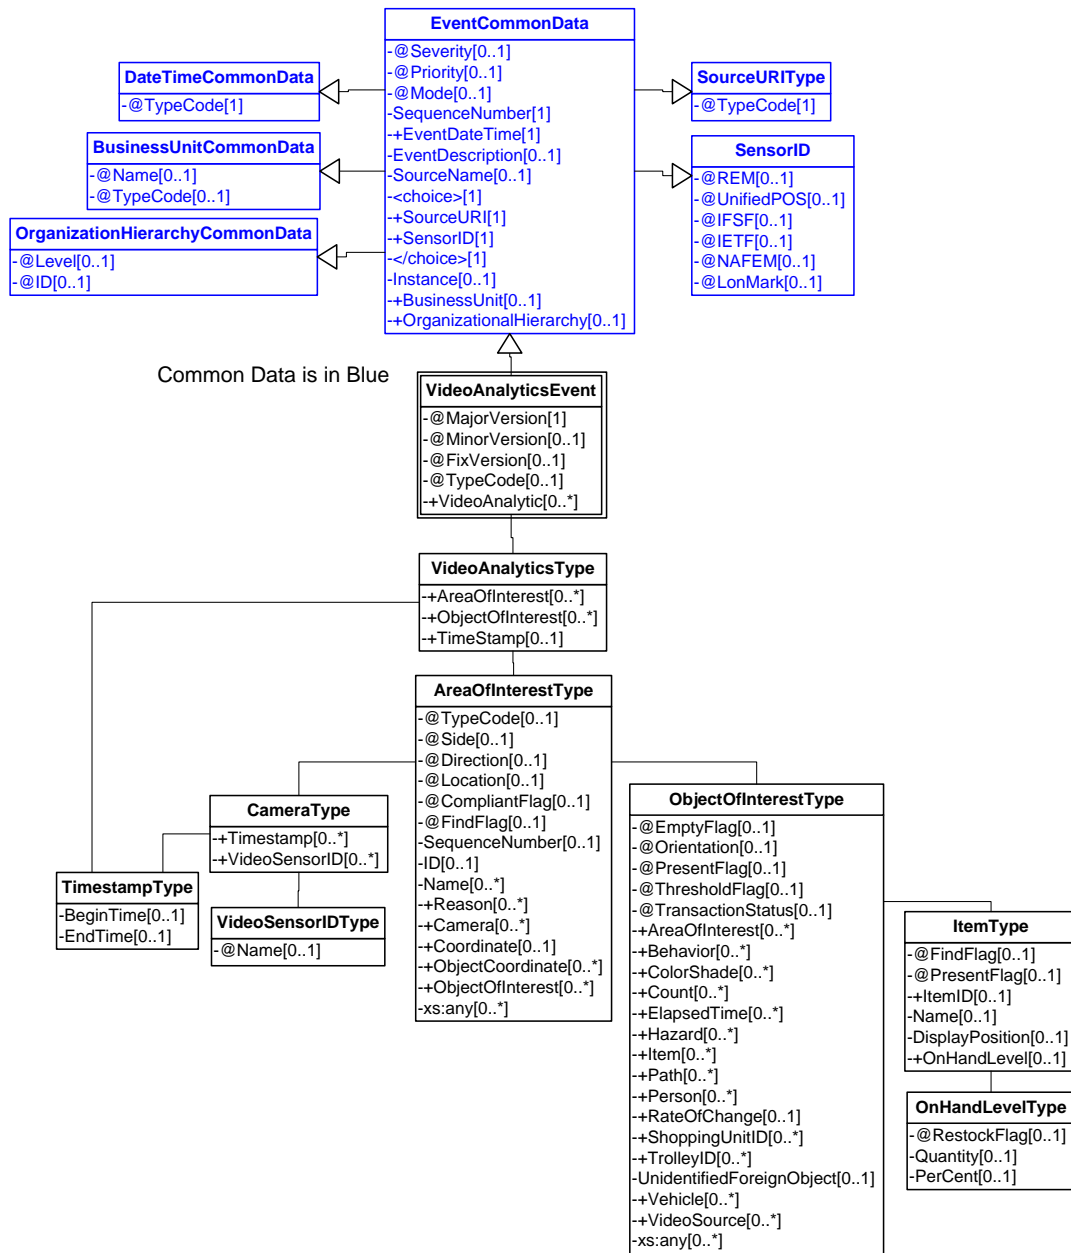 EventCommonData
-@Severity[0..1]
-@Priority[0..1]
-@Mode[0..1]
-SequenceNumber[1]
-+EventDateTime[1]
-EventDescription[0..1]
-SourceName[0..1]
-<choice>[1]
-+SourceURI[1]
-+SensorID[1]
-</choice>[1]
-Instance[0..1]
-+BusinessUnit[0..1]
-+OrganizationalHierarchy[0..1]
DateTimeCommonData
-@TypeCode[1]
BusinessUnitCommonData
-@Name[0..1]
-@TypeCode[0..1]
OrganizationHierarchyCommonData
-@Level[0..1]
-@ID[0..1]
SourceURIType
-@TypeCode[1]
SensorID
-@REM[0..1]
-@UnifiedPOS[0..1]
-@IFSF[0..1]
-@IETF[0..1]
-@NAFEM[0..1]
-@LonMark[0..1]
Common Data is in Blue
VideoAnalyticsEvent
-@MajorVersion[1]
-@MinorVersion[0..1]
-@FixVersion[0..1]
-@TypeCode[0..1]
-+VideoAnalytic[0..*]
VideoAnalyticsType
-+AreaOfInterest[0..*]
-+ObjectOfInterest[0..*]
-+TimeStamp[0..1]
AreaOfInterestType
-@TypeCode[0..1]
-@Side[0..1]
-@Direction[0..1]
-@Location[0..1]
-@CompliantFlag[0..1]
-@FindFlag[0..1]
-SequenceNumber[0..1]
-ID[0..1]
-Name[0..*]
-+Reason[0..*]
-+Camera[0..*]
-+Coordinate[0..1]
-+ObjectCoordinate[0..*]
-+ObjectOfInterest[0..*]
-xs:any[0..*]
CameraType
-+Timestamp[0..*]
-+VideoSensorID[0..*]
TimestampType
-BeginTime[0..1]
-EndTime[0..1]
VideoSensorIDType
-@Name[0..1]
ObjectOfInterestType
-@EmptyFlag[0..1]
-@Orientation[0..1]
-@PresentFlag[0..1]
-@ThresholdFlag[0..1]
-@TransactionStatus[0..1]
-+AreaOfInterest[0..*]
-+Behavior[0..*]
-+ColorShade[0..*]
-+Count[0..*]
-+ElapsedTime[0..*]
-+Hazard[0..*]
-+Item[0..*]
-+Path[0..*]
-+Person[0..*]
-+RateOfChange[0..1]
-+ShoppingUnitID[0..*]
-+TrolleyID[0..*]
-UnidentifiedForeignObject[0..1]
-+Vehicle[0..*]
-+VideoSource[0..*]
-xs:any[0..*]
ItemType
-@FindFlag[0..1]
-@PresentFlag[0..1]
-+ItemID[0..1]
-Name[0..1]
-DisplayPosition[0..1]
-+OnHandLevel[0..1]
OnHandLevelType
-@RestockFlag[0..1]
-Quantity[0..1]
-PerCent[0..1]